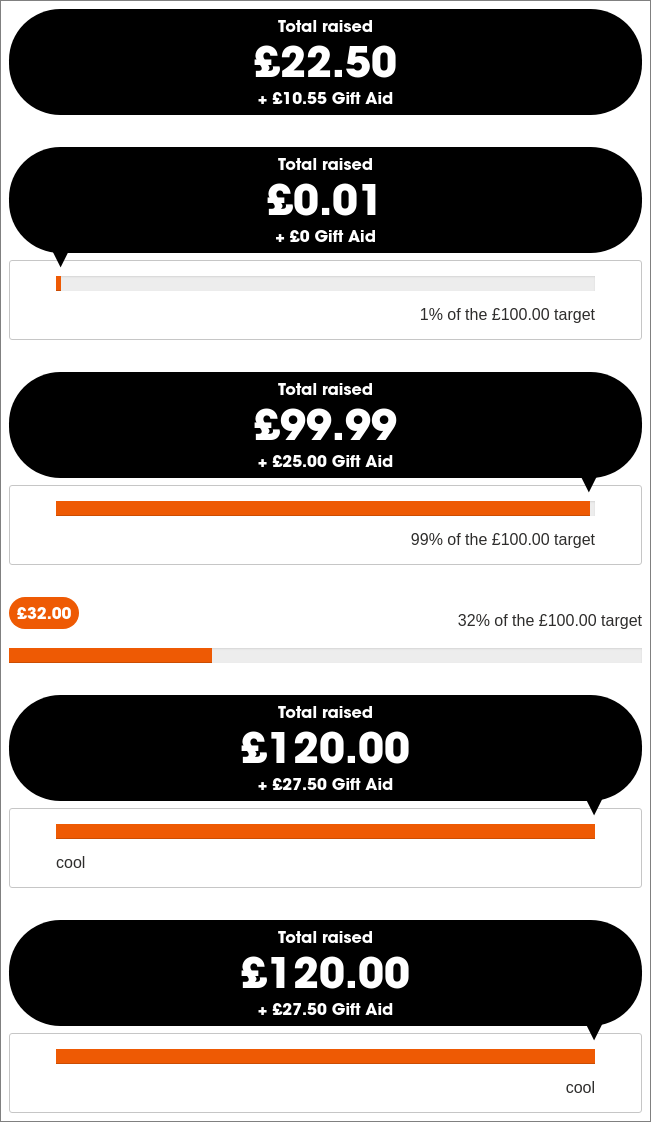 Total raised
£22.50
+ £10.55 Gift Aid
Total raised
£0.01
+ £0 Gift Aid
1% of the £100.00 target
Total raised
£99.99
+ £25.00 Gift Aid
99% of the £100.00 target
£32.00
32% of the £100.00 target
Total raised
£120.00
+ £27.50 Gift Aid
cool
Total raised
£120.00
+ £27.50 Gift Aid
cool